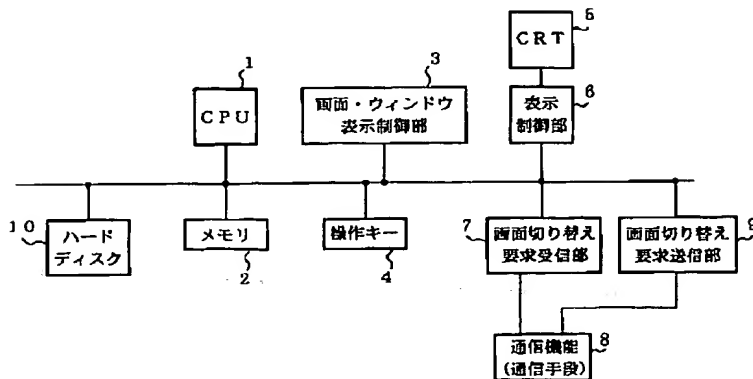 5
CRT
1
CPU
3
画面・ウィンドウ
表示制御部
6
表示
制御部
10
ハード
ディスク
メモリ
2
操作キー
4
7
画面切り替え
要求受信部
9
画面切り替え
要求送信部
通信機能
(通信手段)
8